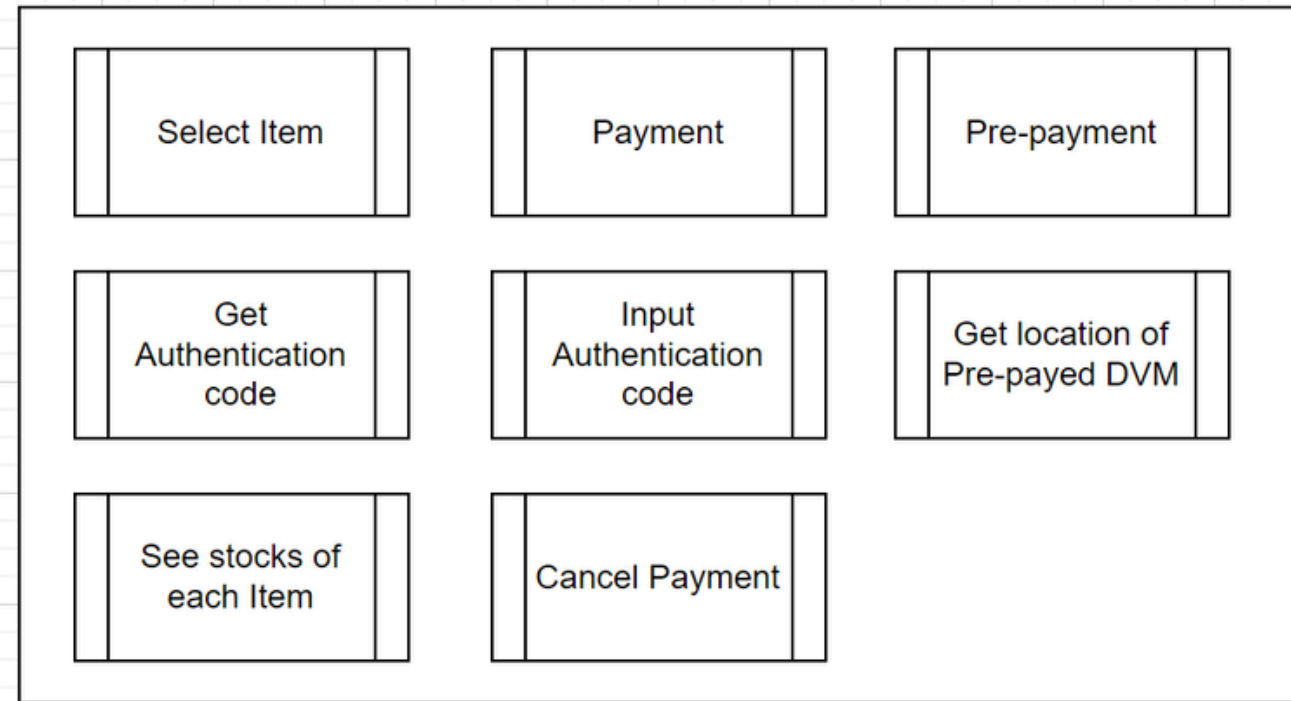 Select Item
Payment
Pre-payment
Get
Authentication
code
Input
Authentication
code
Get location of
Pre-payed DVM
See stocks of
each Item
Cancel Payment